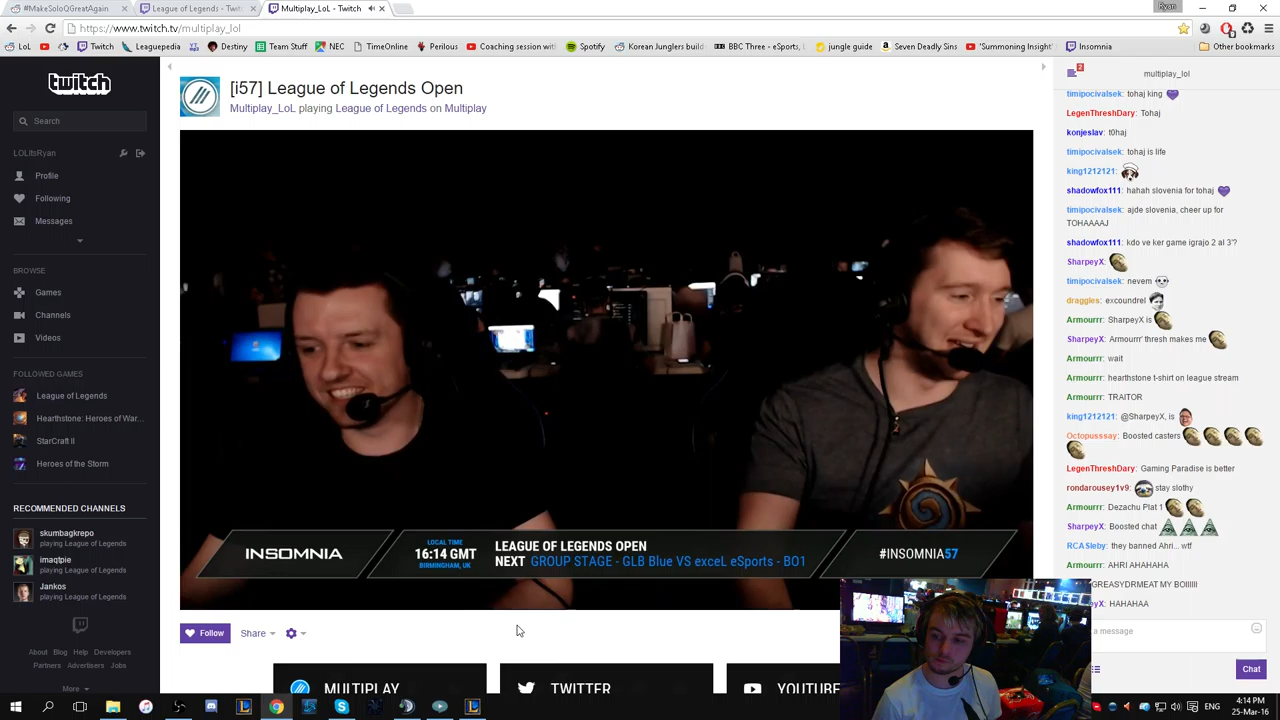 #MakeSoloQGreatAgain
League of Legends - Twitch
Multiplay_LoL - Twitch
Ryan
https://www.twitch.tv/multiplay_lol
LoL
Twitch
Leaguepedia
Destiny
Team Stuff
NEC
TimeOnline
Perilous
Coaching session with
Spotify
Korean Junglers build
BBC Three - eSports, L
jungle guide
Seven Deadly Sins
'Summoning Insight'
Insomnia
Other bookmarks
twitch
Search
LOLItsRyan
Profile
Following
Messages
BROWSE
Games
Channels
Videos
FOLLOWED GAMES
League of Legends
Hearthstone: Heroes of War...
StarCraft II
Heroes of the Storm
RECOMMENDED CHANNELS
skumbagkrepo
playing League of Legends
imaqtpie
playing League of Legends
Jankos
playing League of Legends
About Blog Help Developers
Partners Advertisers Jobs
More
[i57] League of Legends Open
Multiplay_LoL playing League of Legends on Multiplay
INSOMNIA
LOCAL TIME
16:14 GMT
BIRMINGHAM, UK
LEAGUE OF LEGENDS OPEN
NEXT GROUP STAGE - GLB Blue VS exceL eSports - BO1
#INSOMNIA57
Follow
Share
MULTIPLAY
TWITTER
YOUTUBE
2
multiplay_lol
timipocivalsek: tohaj king
LegenThreshDary: Tohaj
konjeslav: t0haj
timipocivalsek: tohaj is life
king1212121:
shadowfox111: hahah slovenia for tohaj
timipocivalsek: ajde slovenia, cheer up for
TOHAAAAJ
shadowfox111: kdo ve ker game igrajo 2 al 3'?
SharpeyX:
timipocivalsek: nevem
draggles: excoundrel
Armourrr: SharpeyX is
SharpeyX: Armourrr' thresh makes me
Armourrr: wait
Armourrr: hearthstone t-shirt on league stream
Armourrr: TRAITOR
king1212121: @SharpeyX, is
Octopusssay: Boosted casters
LegenThreshDary: Gaming Paradise is better
rondarousey1v9: stay slothy
Armourrr: Dezachu Plat 1
SharpeyX: Boosted chat
RCASleby: they banned Ahri... wtf
Armourrr: AHRI AHAHAHA
GREASYDRMEAT MY BOIIIIII
eyX: HAHAHAA
a message
Chat
ENG
4:14 PM
25-Mar-16